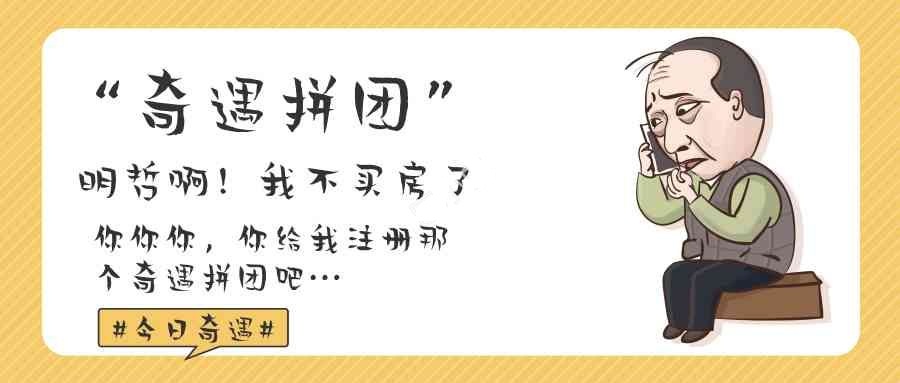 “奇遇拼团”
明哲啊！我不买房了
你你你，你给我注册那
个奇遇拼团吧…
#今日奇遇#